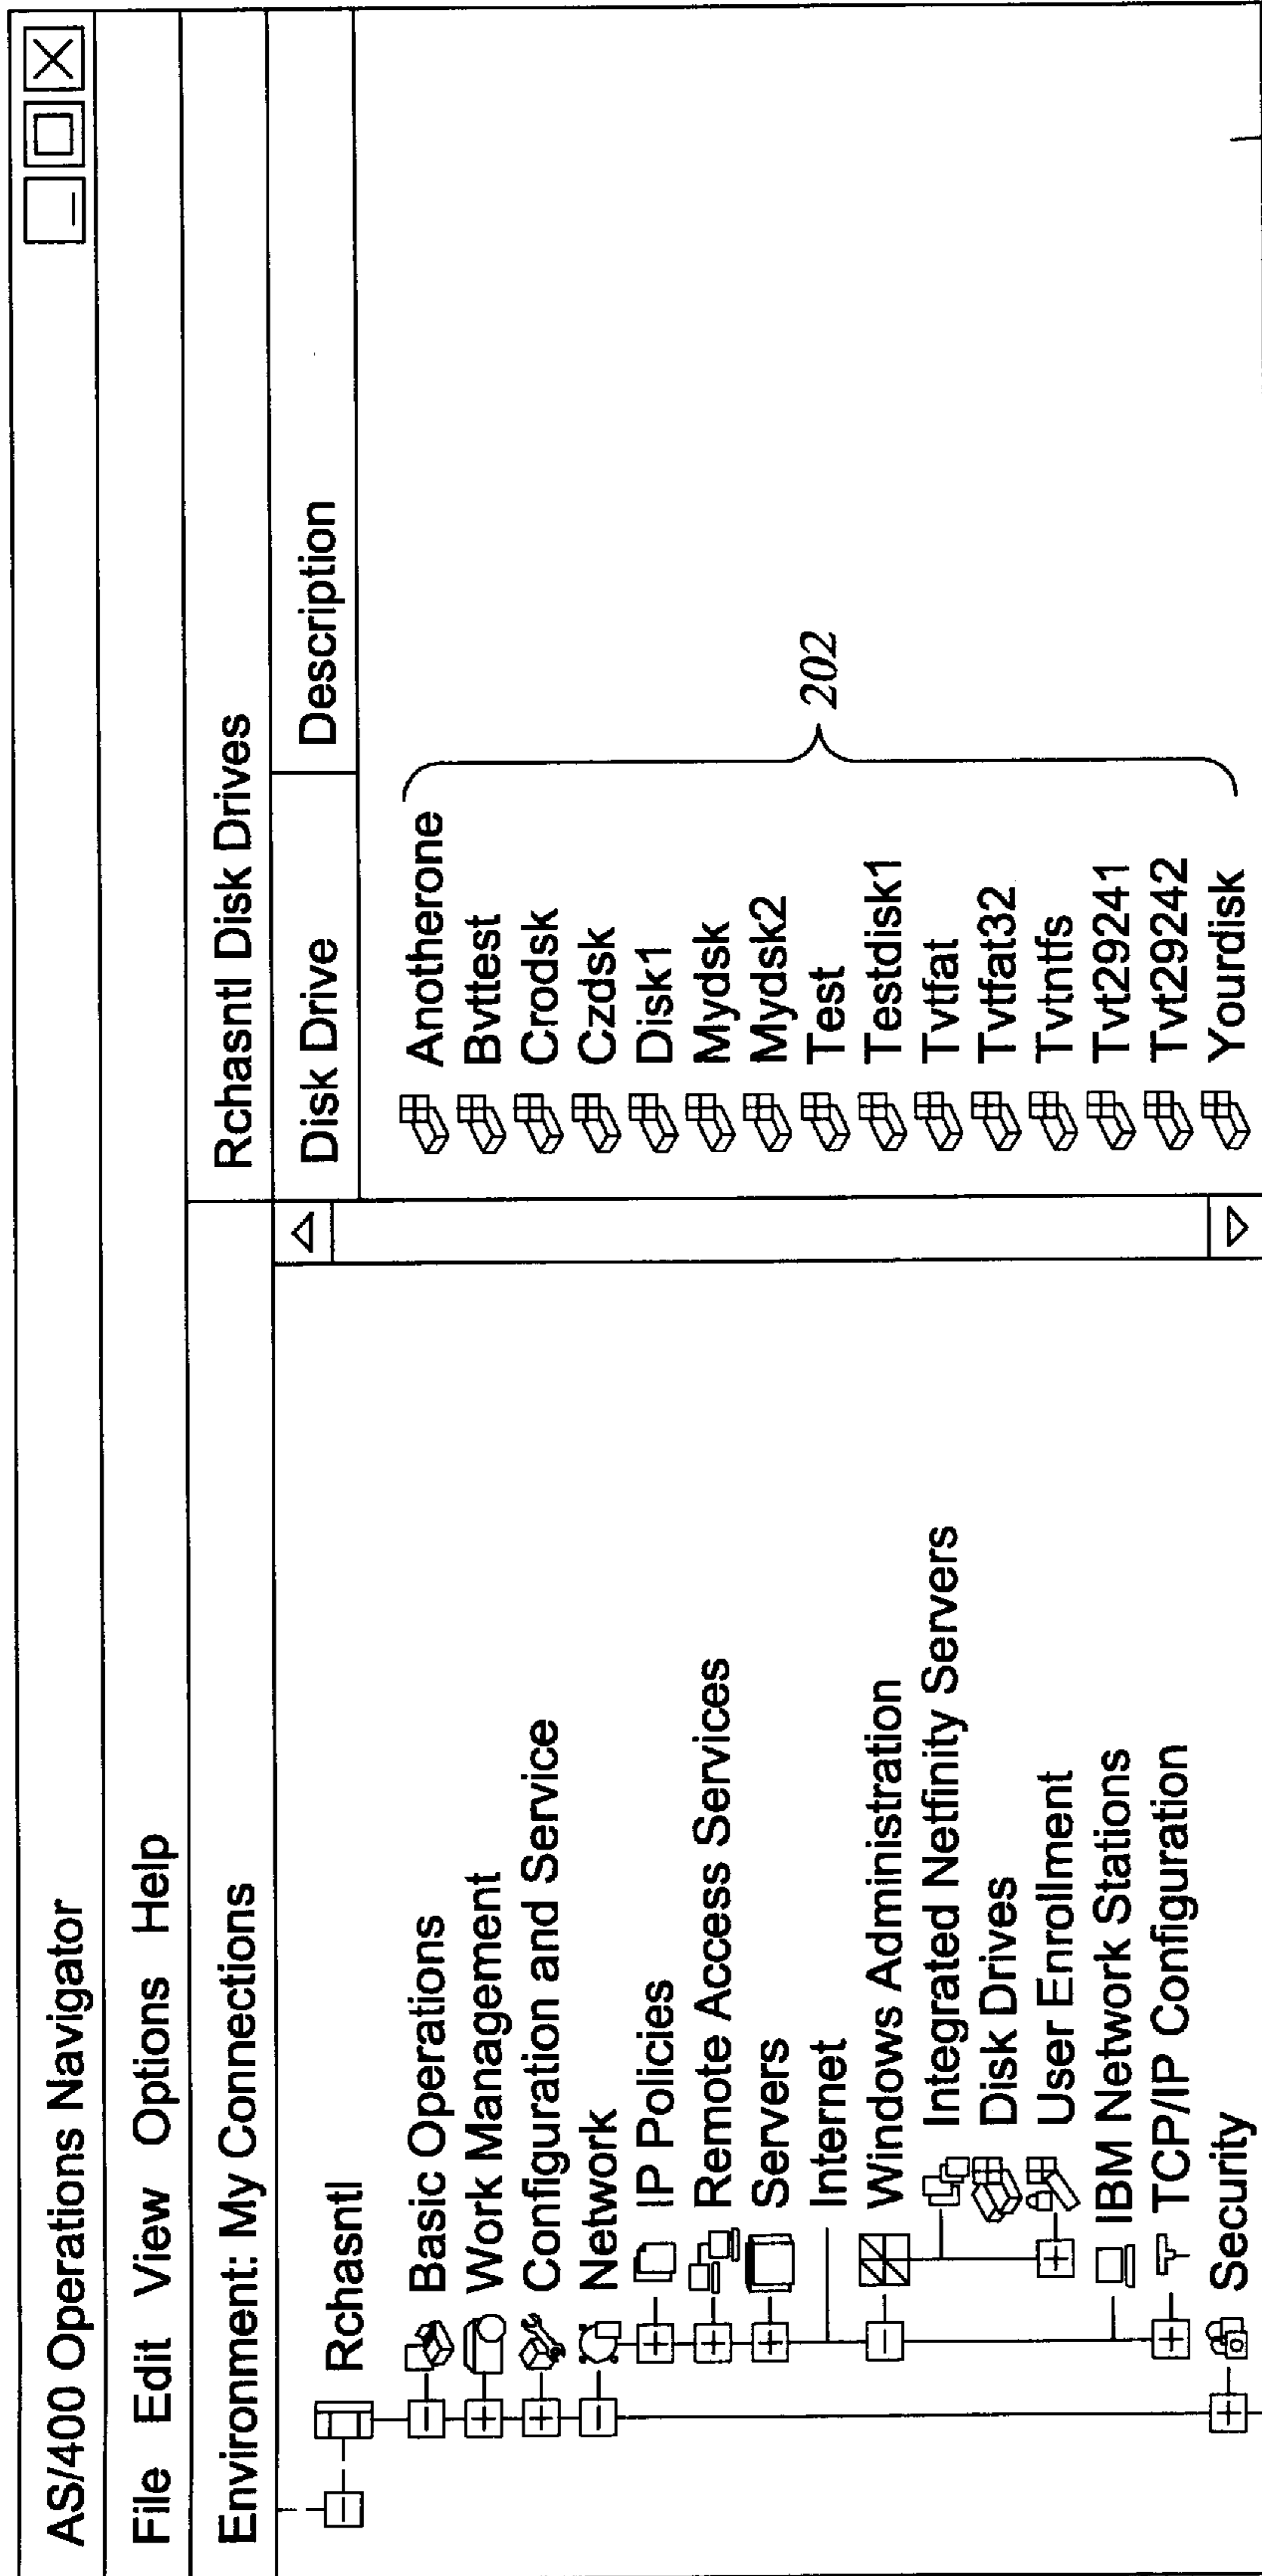 AS/400 Operations Navigator
File Edit View Options Help
Environment: My Connections
Rchasntl Disk Drives
Rchasntl
Basic Operations
Work Management
Configuration and Service
Network
IP Policies
Remote Access Services
Servers
Internet
Windows Administration
Integrated Netfinity Servers
Disk Drives
User Enrollment
IBM Network Stations
TCP/IP Configuration
Security
Disk Drive
Description
Anotherone
Bvttest
Crodsk
Czdsk
Disk1
Mydsk
Mydsk2
Test
Testdisk1
Tvtfat
Tvtfat32
Tvtntfs
Tvt29241
Tvt29242
Yourdisk
202